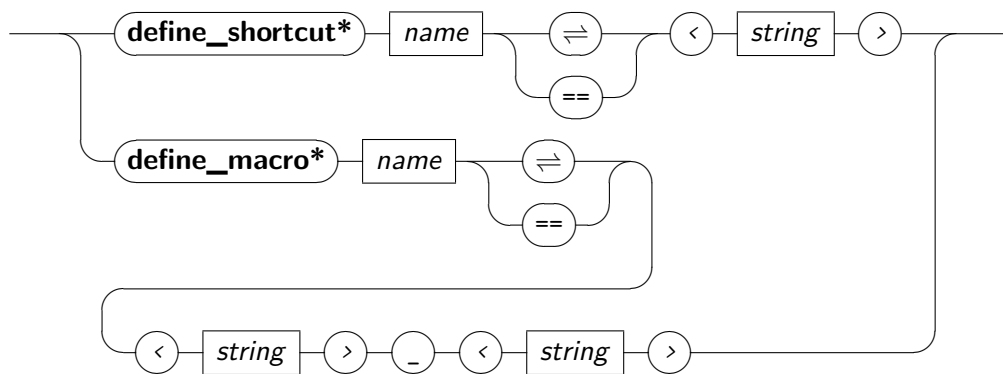 define_shortcut* name ⇌ < string >
==
define_macro* name ⇌
==
< string > _ < string >